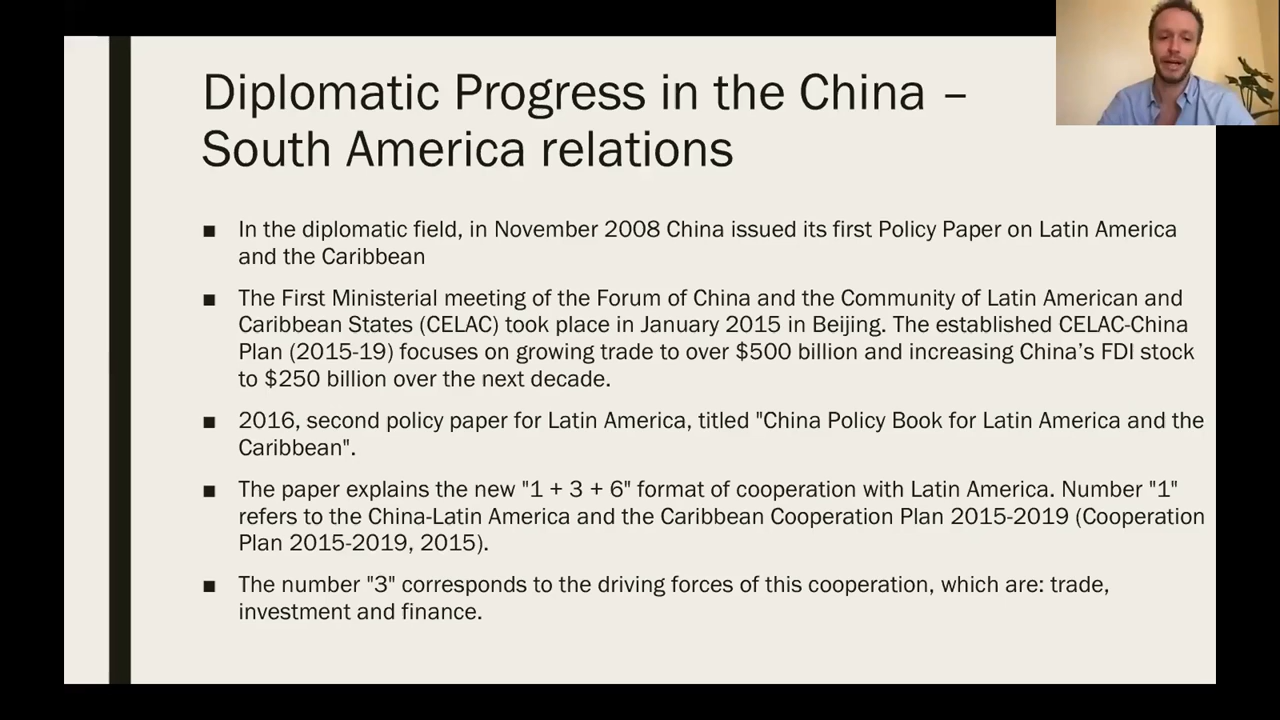 Diplomatic Progress in the China –
South America relations
■ In the diplomatic field, in November 2008 China issued its first Policy Paper on Latin America
and the Caribbean
■ The First Ministerial meeting of the Forum of China and the Community of Latin American and
Caribbean States (CELAC) took place in January 2015 in Beijing. The established CELAC-China
Plan (2015-19) focuses on growing trade to over $500 billion and increasing China’s FDI stock
to $250 billion over the next decade.
■ 2016, second policy paper for Latin America, titled "China Policy Book for Latin America and the
Caribbean".
■ The paper explains the new "1 + 3 + 6" format of cooperation with Latin America. Number "1"
refers to the China-Latin America and the Caribbean Cooperation Plan 2015-2019 (Cooperation
Plan 2015-2019, 2015).
■ The number "3" corresponds to the driving forces of this cooperation, which are: trade,
investment and finance.